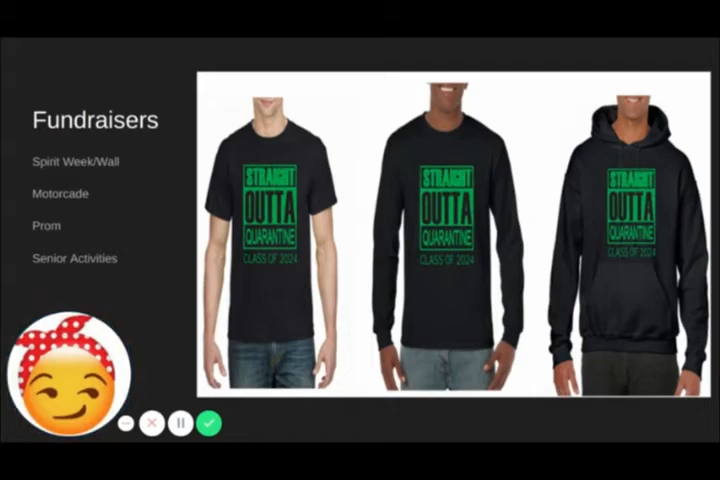 Fundraisers
Spirit Week/Wall
Motorcade
Prom
Senior Activities
STRAIGHT
OUTTA
QUARANTINE
CLASS OF 2024
STRAIGHT
OUTTA
QUARANTINE
CLASS OF 2024
STRAIGHT
OUTTA
QUARANTINE
CLASS OF 2024